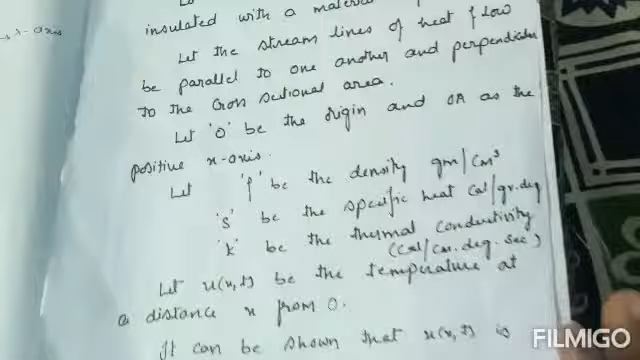 insulated with a material
Let the stream lines of heat flow
be parallel to one another and perpendicular
to the cross sectional area.
Let 'O' be the origin and OA as the
positive x-axis.
Let 'ρ' be the density gm/cm³
's' be the specific heat cal/gr.deg
'k' be the thermal conductivity
(cal/cm.deg.sec)
Let u(x,t) be the temperature at
a distance x from O.
It can be shown that u(x,t) is
x-axis
FILMIGO